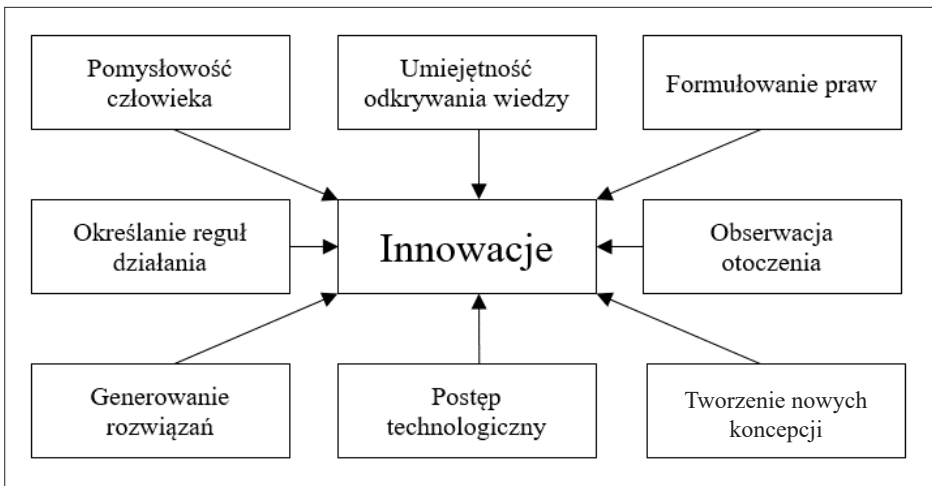 Pomysłowość
człowieka
Umiejętność
odkrywania wiedzy
Formułowanie praw
Określanie reguł
działania
Innowacje
Obserwacja
otoczenia
Generowanie
rozwiązań
Postęp
technologiczny
Tworzenie nowych
koncepcji